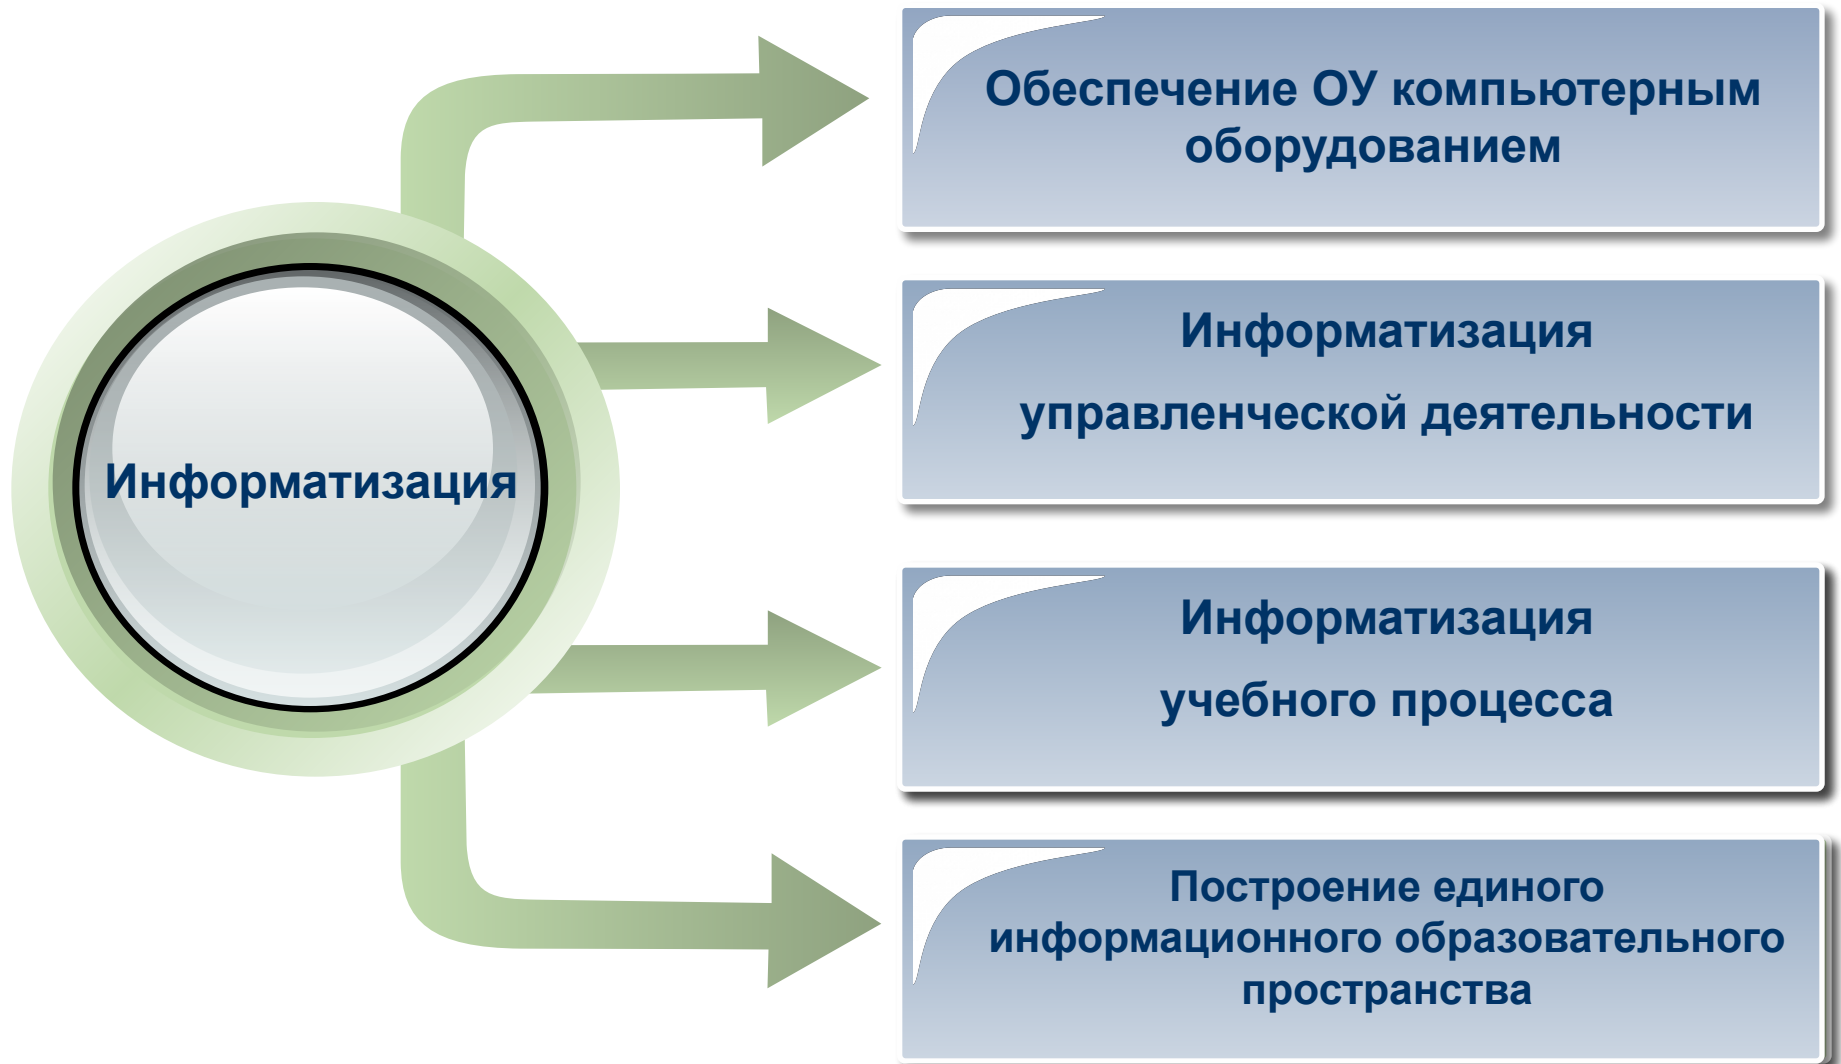 Информатизация
Обеспечение ОУ компьютерным
оборудованием
Информатизация
управленческой деятельности
Информатизация
учебного процесса
Построение единого
информационного образовательного
пространства